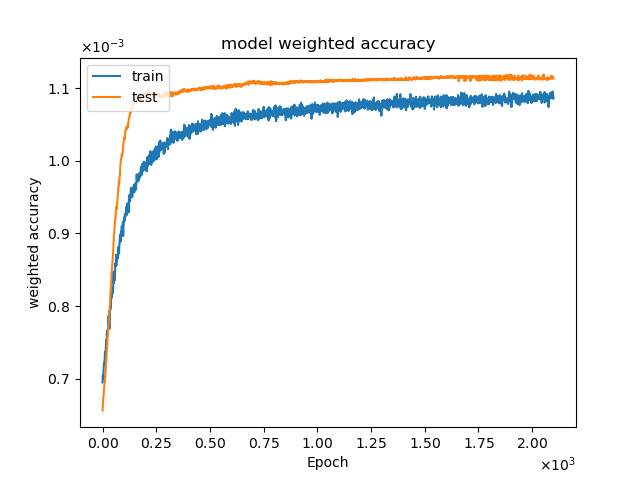 model weighted accuracy
×10⁻³
train
test
1.1
1.0
0.9
0.8
0.7
weighted accuracy
0.00 0.25 0.50 0.75 1.00 1.25 1.50 1.75 2.00
Epoch
×10³